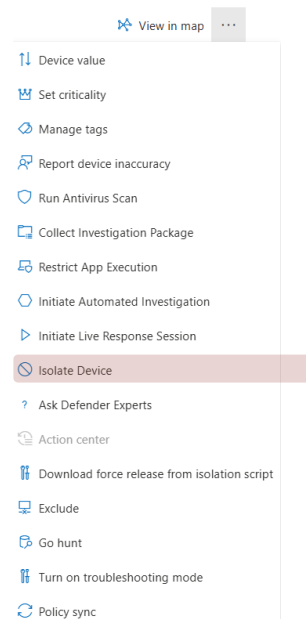 View in map
Device value
Set criticality
Manage tags
Report device inaccuracy
Run Antivirus Scan
Collect Investigation Package
Restrict App Execution
Initiate Automated Investigation
Initiate Live Response Session
Isolate Device
? Ask Defender Experts
Action center
Download force release from isolation script
Exclude
Go hunt
Turn on troubleshooting mode
Policy sync